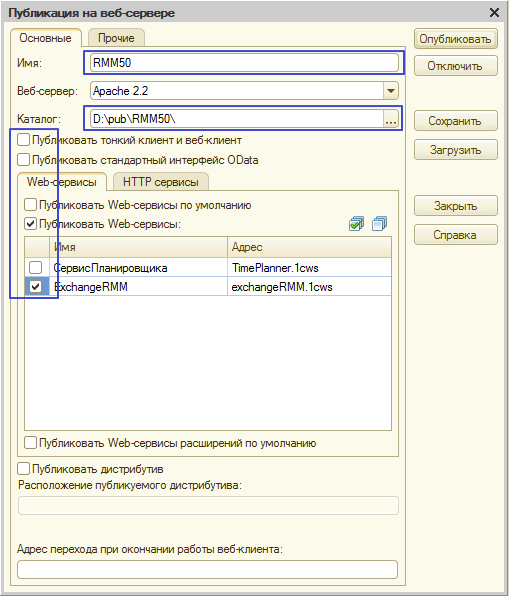 Публикация на веб-сервере
Основные Прочие
Опубликовать
Имя: RMM50
Отключить
Веб-сервер: Apache 2.2
Каталог: D:\pub\RMM50\ ...
Сохранить
Публиковать тонкий клиент и веб-клиент
Загрузить
Публиковать стандартный интерфейс OData
Web-сервисы HTTP сервисы
Публиковать Web-сервисы по умолчанию
Закрыть
Публиковать Web-сервисы:
Справка
Имя Адрес
СервисПланировщика TimePlanner.1cws
ExchangeRMM exchangeRMM.1cws
Публиковать Web-сервисы расширений по умолчанию
Публиковать дистрибутив
Расположение публикуемого дистрибутива:
Адрес перехода при окончании работы веб-клиента: